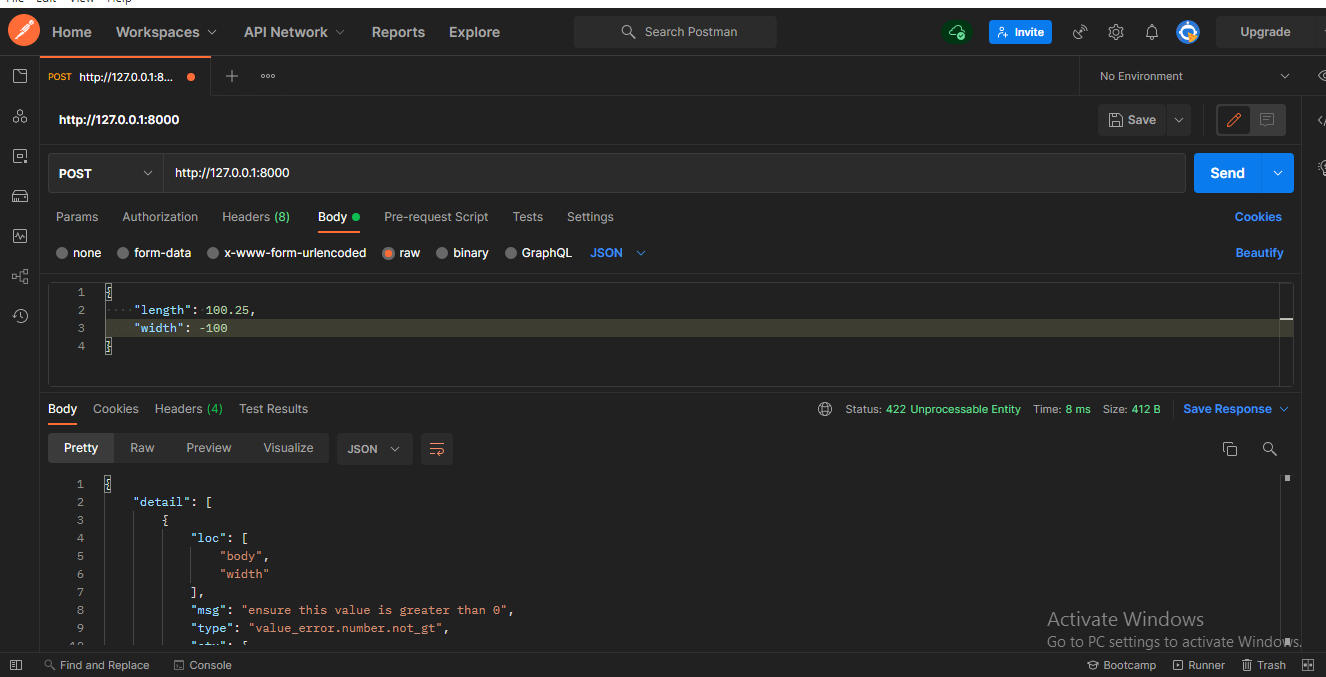 File Edit View Help
Home Workspaces API Network Reports Explore Search Postman Invite Upgrade
POST http://127.0.0.1:8... No Environment
http://127.0.0.1:8000 Save
POST http://127.0.0.1:8000 Send
Params Authorization Headers (8) Body Pre-request Script Tests Settings Cookies
none form-data x-www-form-urlencoded raw binary GraphQL JSON Beautify
1 {
2 "length": 100.25,
3 "width": -100
4 }
Body Cookies Headers (4) Test Results Status: 422 Unprocessable Entity Time: 8 ms Size: 412 B Save Response
Pretty Raw Preview Visualize JSON
1 {
2 "detail": [
3 {
4 "loc": [
5 "body",
6 "width"
7 ],
8 "msg": "ensure this value is greater than 0",
9 "type": "value_error.number.not_gt",
Activate Windows
Go to PC settings to activate Windows.
Find and Replace Console Bootcamp Runner Trash